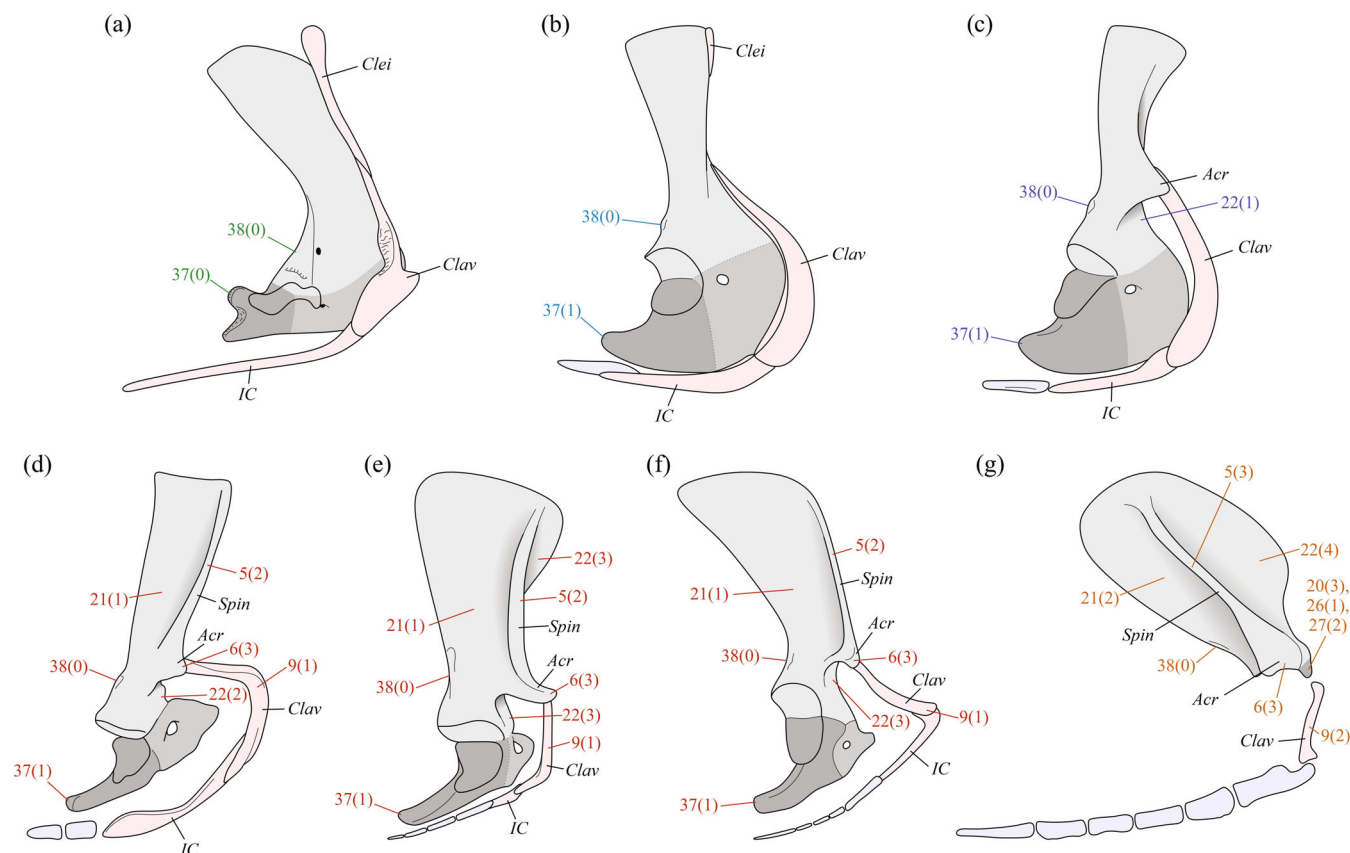 (a)
Clei
38(0)
37(0)
Clav
IC
(b)
Clei
38(0)
Clav
37(1)
IC
(c)
Acr
38(0)
22(1)
Clav
37(1)
IC
(d)
5(2)
21(1)
Spin
Acr
6(3)
38(0)
9(1)
22(2)
Clav
37(1)
IC
(e)
22(3)
5(2)
21(1)
Spin
Acr
6(3)
38(0)
22(3)
9(1)
Clav
37(1)
IC
(f)
5(2)
Spin
21(1)
Acr
38(0)
6(3)
Clav
22(3)
9(1)
IC
37(1)
(g)
5(3)
22(4)
20(3),
26(1),
27(2)
21(2)
Spin
38(0)
Acr
6(3)
Clav
9(2)